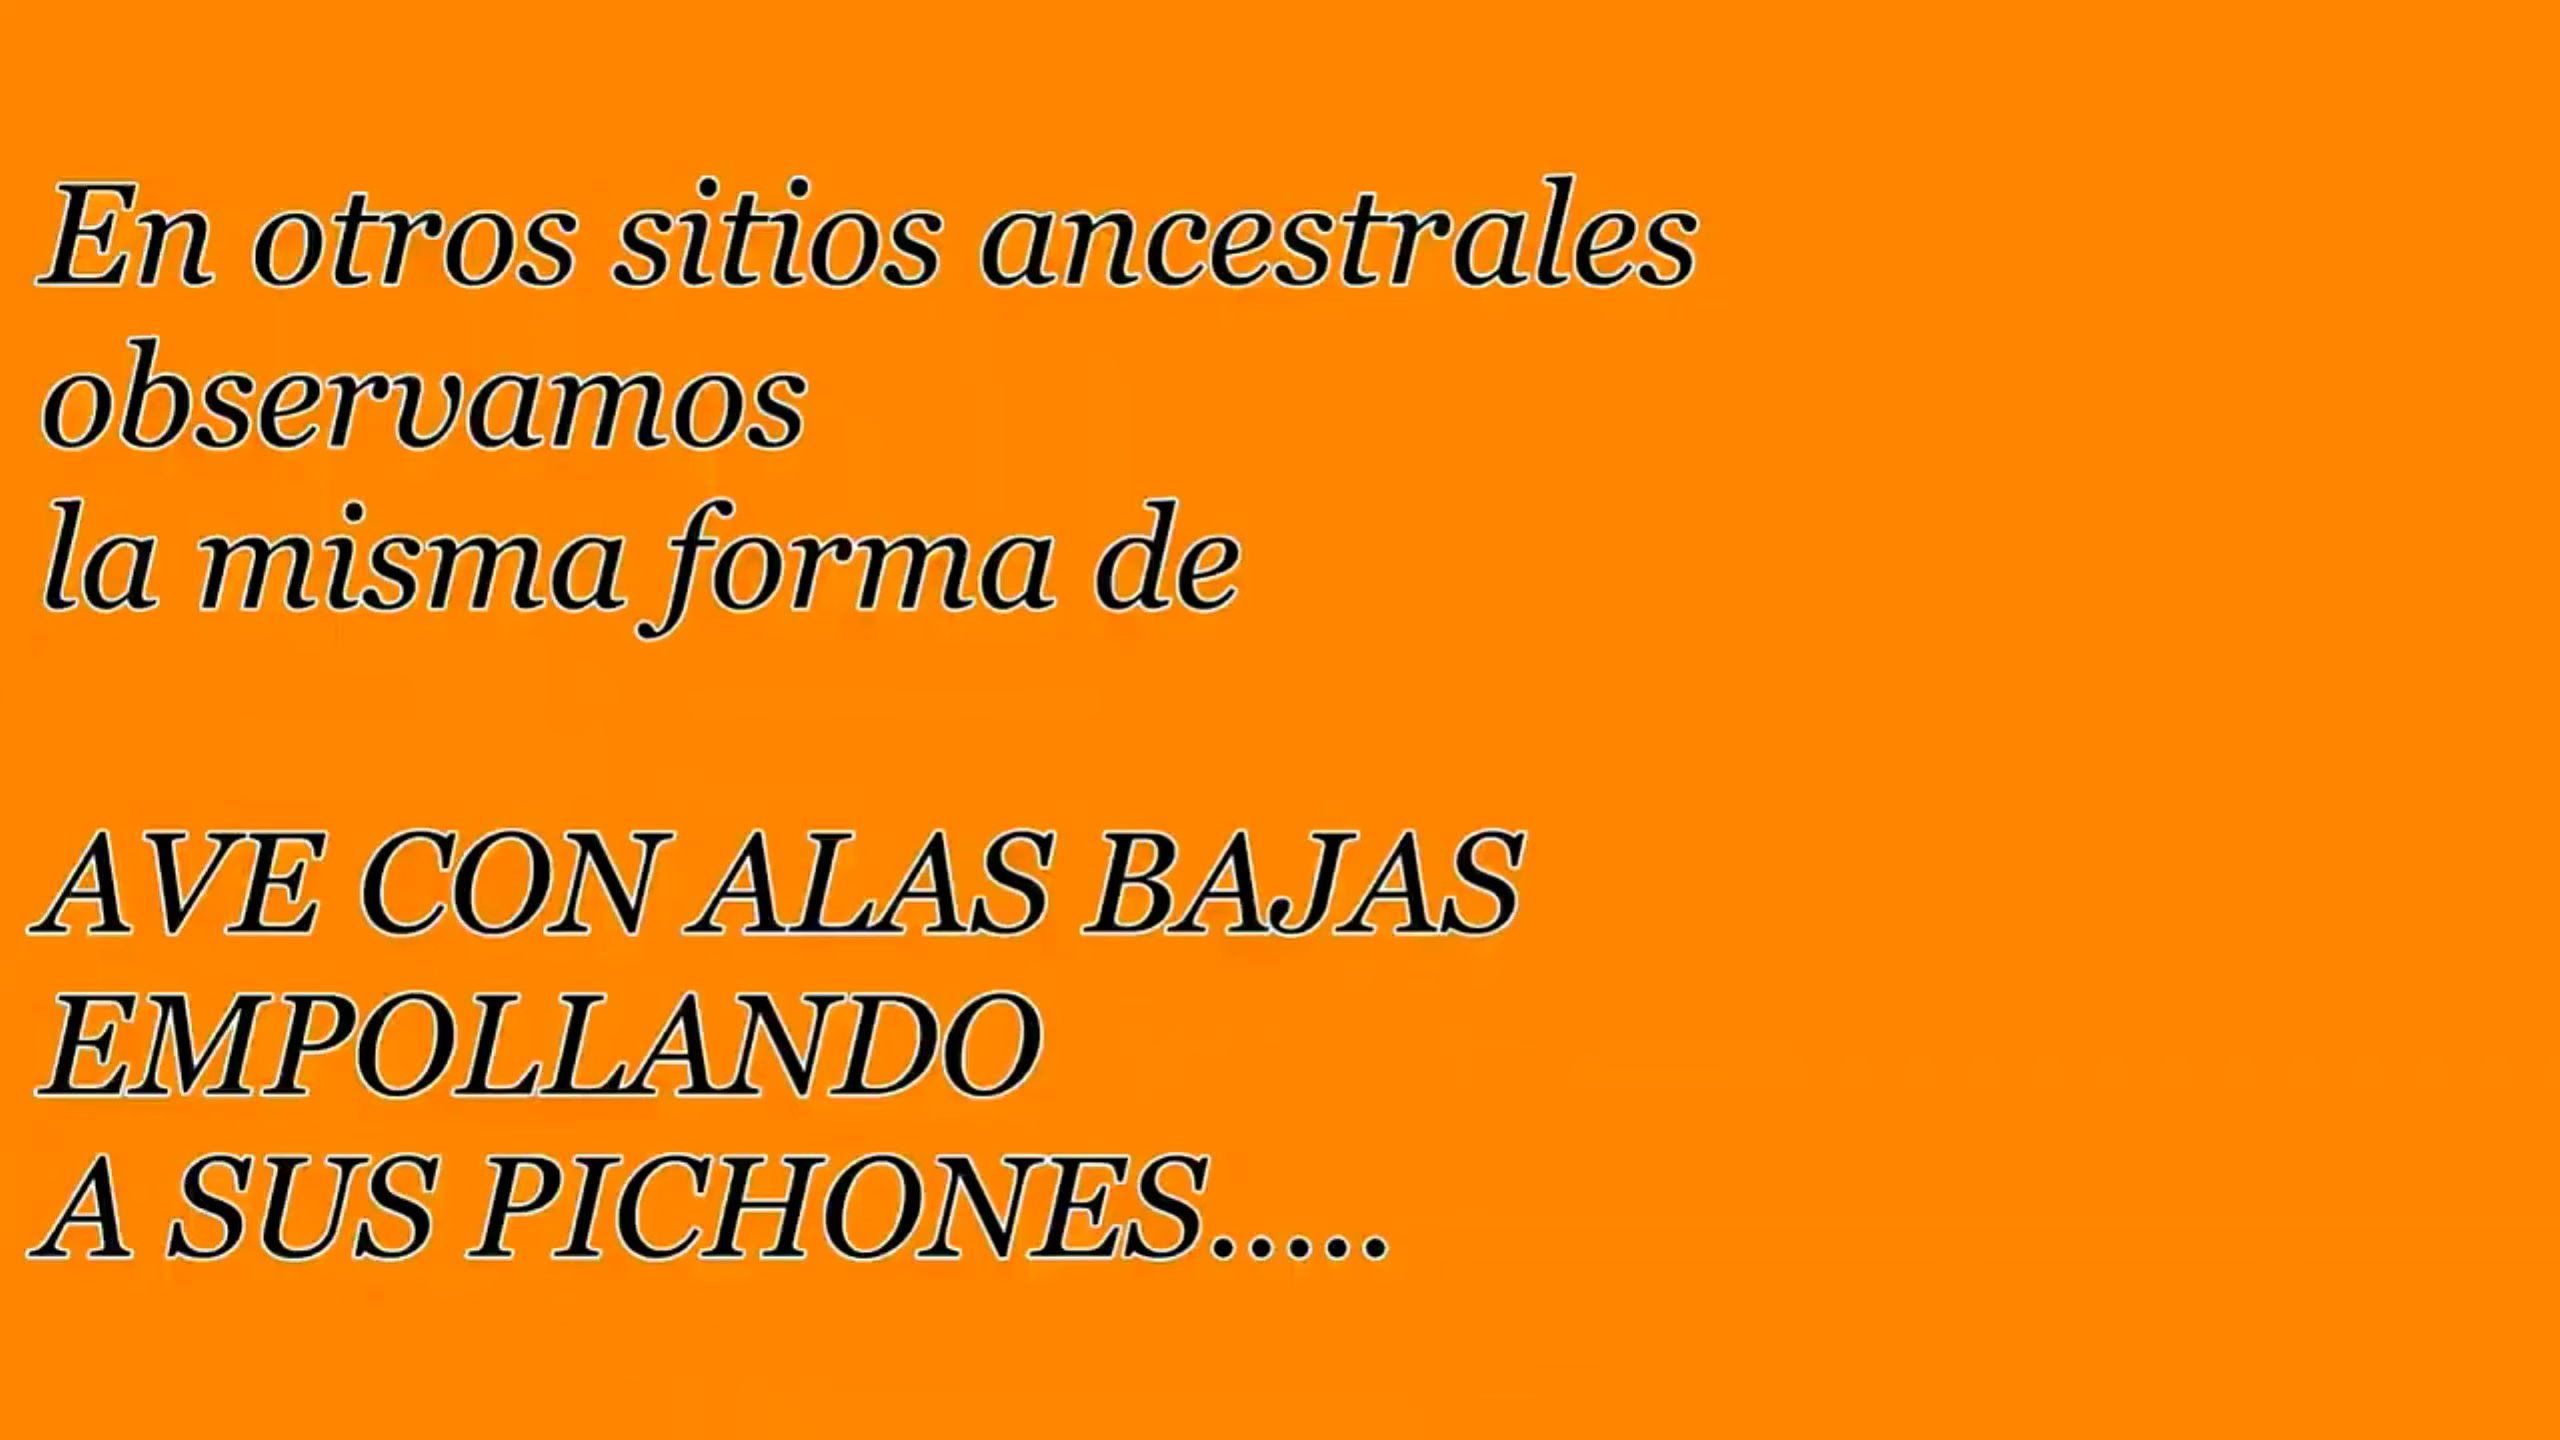 En otros sitios ancestrales
observamos
la misma forma de
AVE CON ALAS BAJAS
EMPOLLANDO
A SUS PICHONES.....